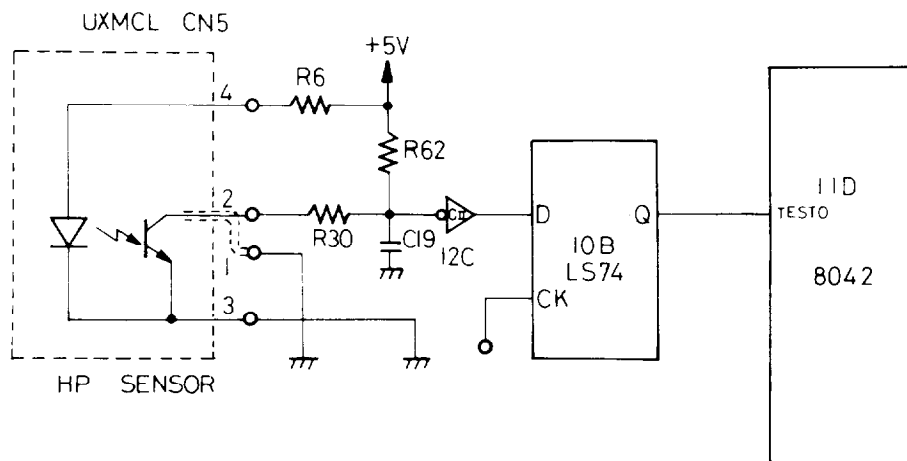 UXMCL CN5
+5V
4
R6
R62
2
R30
C19
12C
1
3
D
Q
10B
LS74
CK
11D
TESTO
8042
HP SENSOR